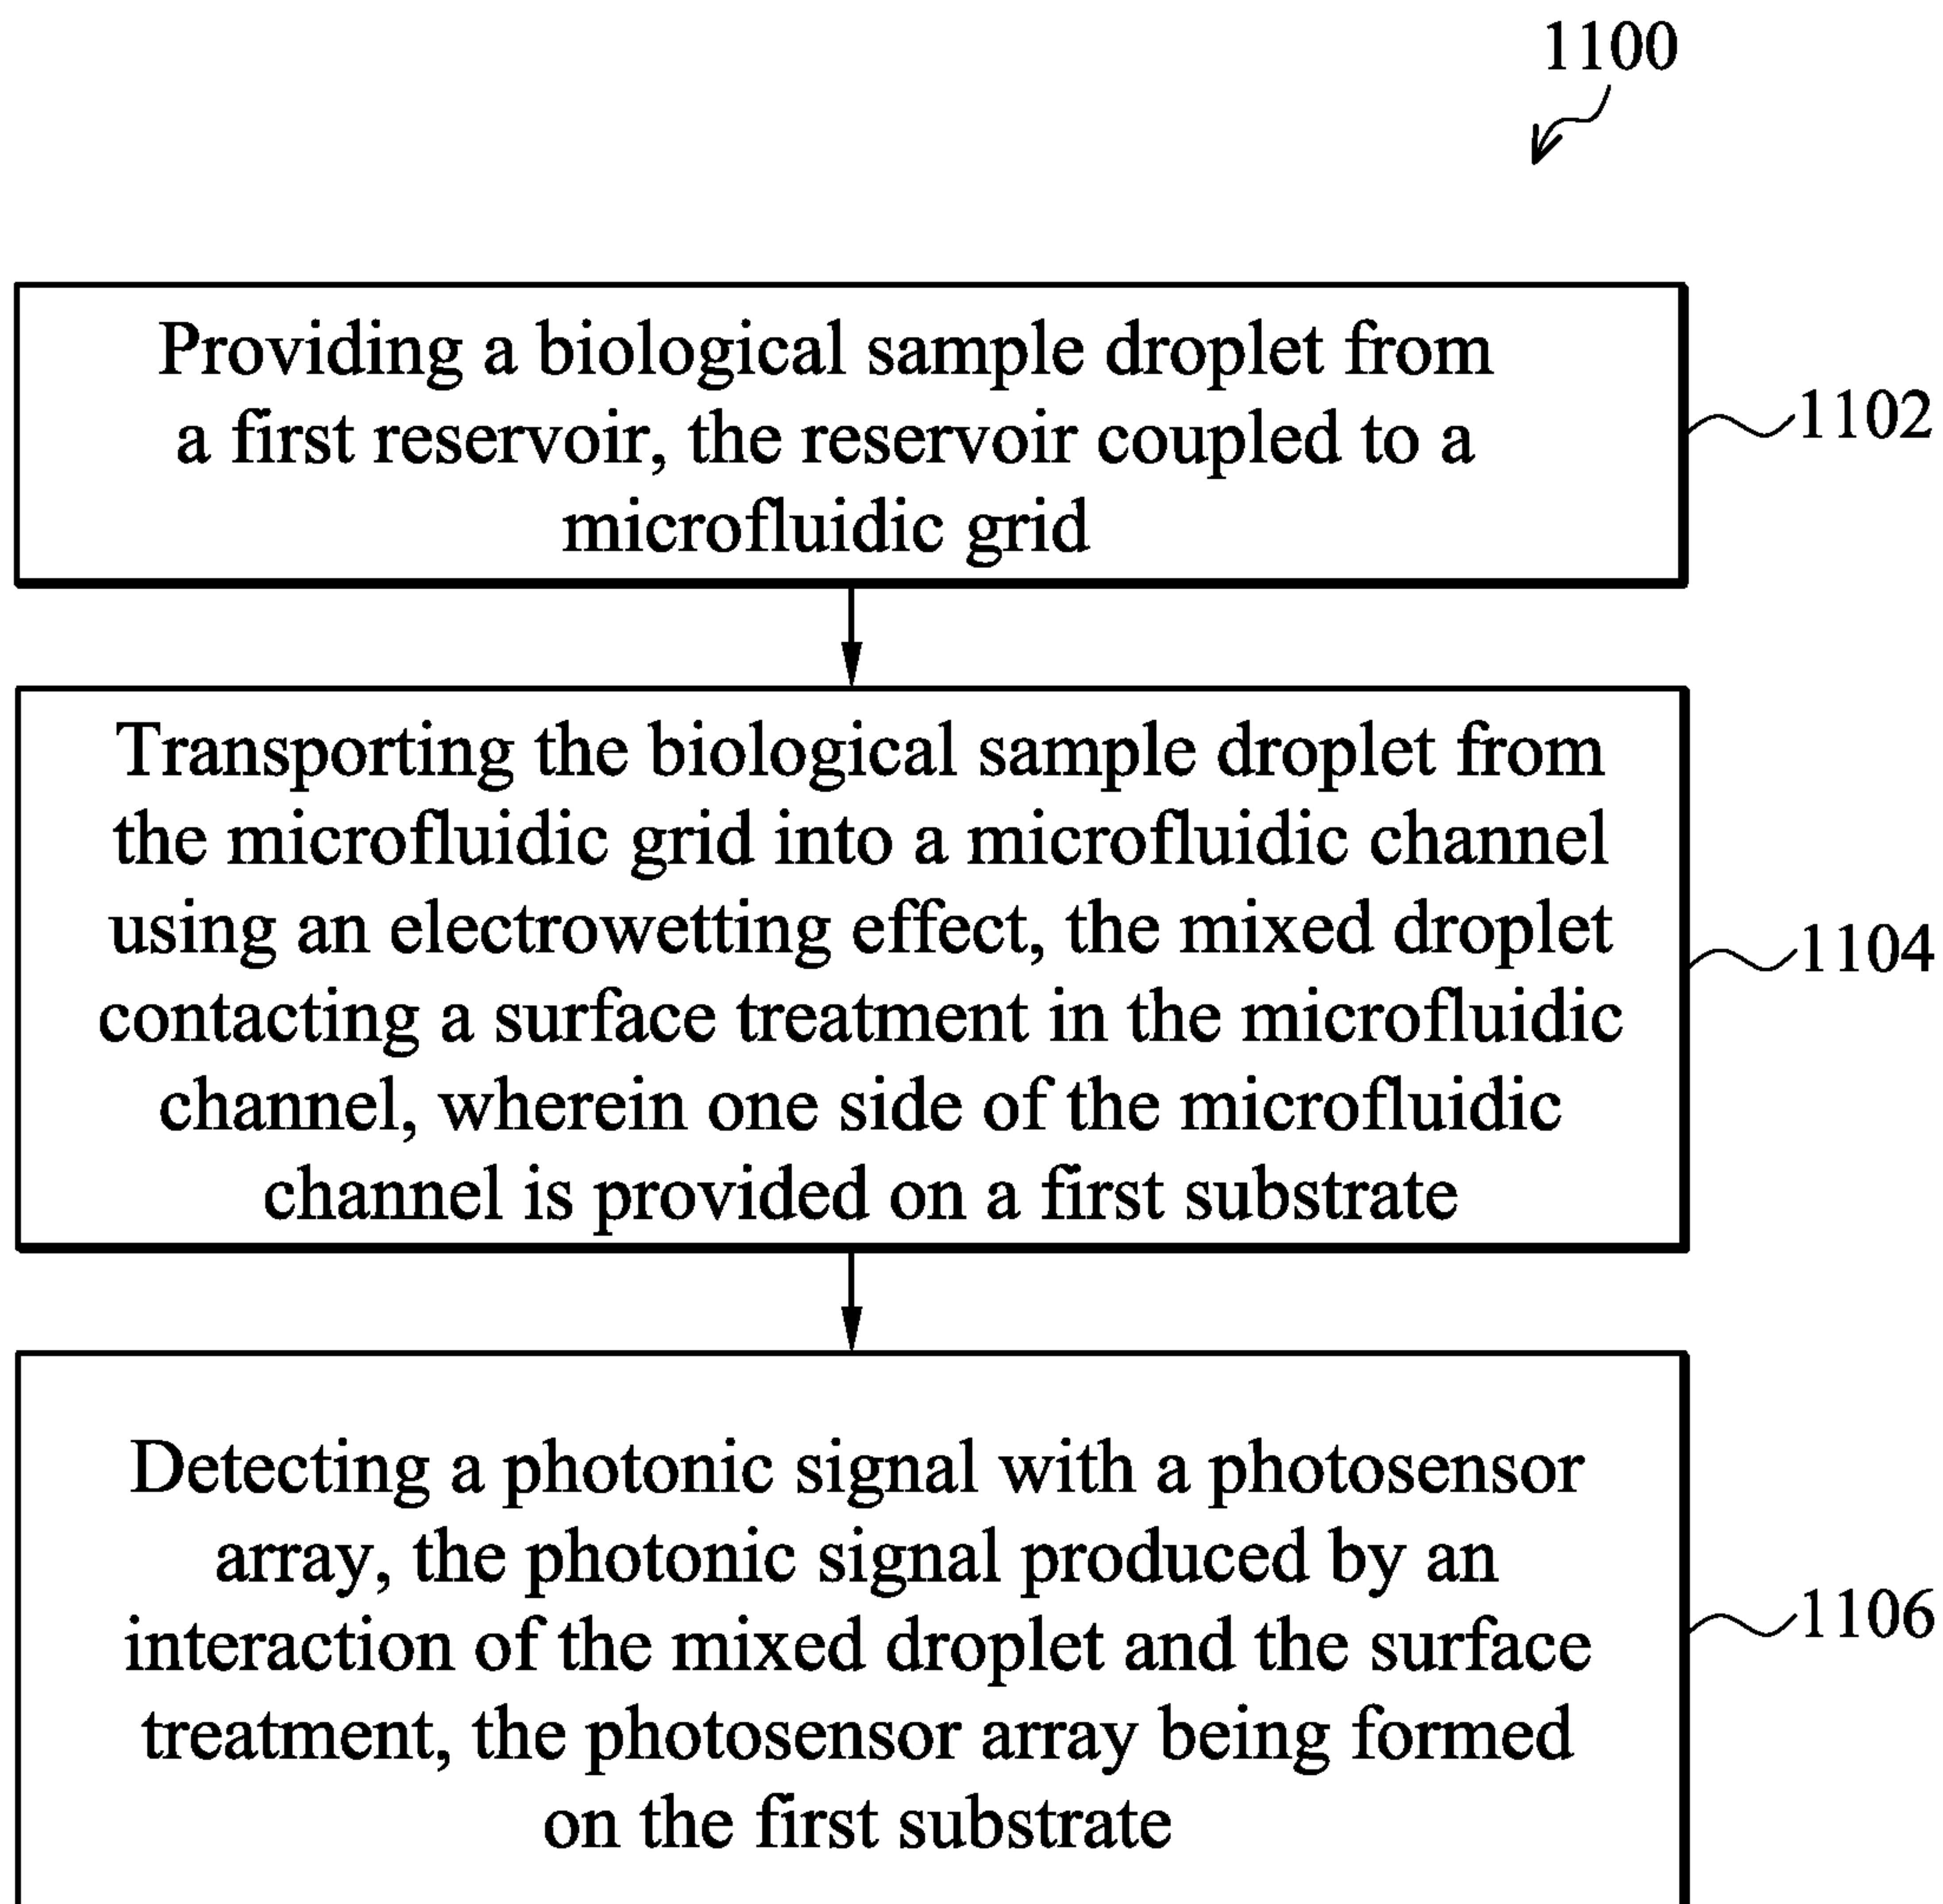 1100
Providing a biological sample droplet from
a first reservoir, the reservoir coupled to a
microfluidic grid
1102
Transporting the biological sample droplet from
the microfluidic grid into a microfluidic channel
using an electrowetting effect, the mixed droplet
contacting a surface treatment in the microfluidic
channel, wherein one side of the microfluidic
channel is provided on a first substrate
1104
Detecting a photonic signal with a photosensor
array, the photonic signal produced by an
interaction of the mixed droplet and the surface
treatment, the photosensor array being formed
on the first substrate
1106